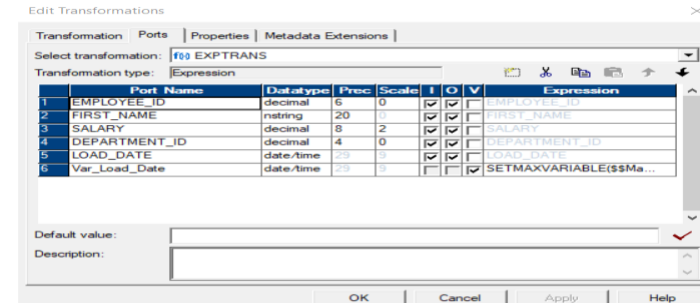 Edit Transformations
Transformation Ports Properties Metadata Extensions
Select transformation: f(x) EXPTRANS
Transformation type: Expression
Port Name Datatype Prec Scale I O V Expression
1 EMPLOYEE_ID decimal 6 0 EMPLOYEE_ID
2 FIRST_NAME nstring 20 0 FIRST_NAME
3 SALARY decimal 8 2 SALARY
4 DEPARTMENT_ID decimal 4 0 DEPARTMENT_ID
5 LOAD_DATE date/time 29 9 LOAD_DATE
6 Var_Load_Date date/time 29 9 SETMAXVARIABLE($$Ma...
Default value:
Description:
OK Cancel Apply Help